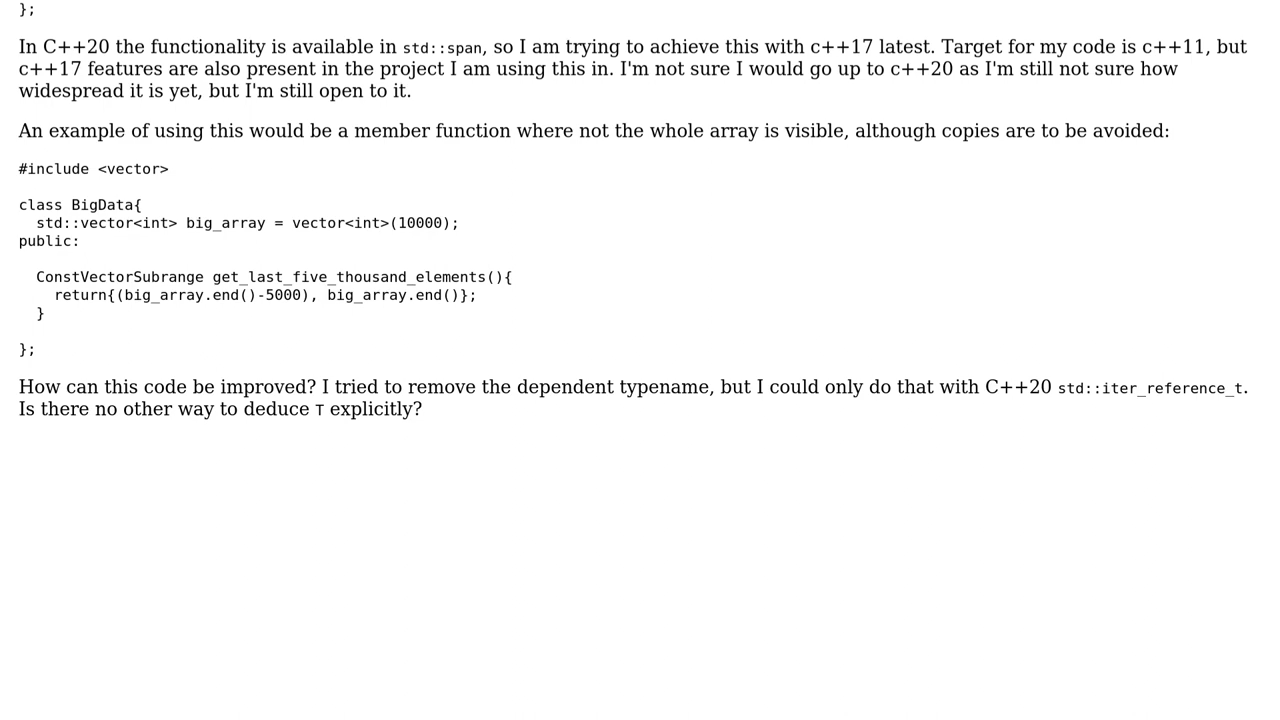 };
In C++20 the functionality is available in std::span, so I am trying to achieve this with c++17 latest. Target for my code is c++11, but
c++17 features are also present in the project I am using this in. I'm not sure I would go up to c++20 as I'm still not sure how
widespread it is yet, but I'm still open to it.
An example of using this would be a member function where not the whole array is visible, although copies are to be avoided:
#include <vector>
class BigData{
  std::vector<int> big_array = vector<int>(10000);
public:
  ConstVectorSubrange get_last_five_thousand_elements(){
    return{(big_array.end()-5000), big_array.end()};
  }
};
How can this code be improved? I tried to remove the dependent typename, but I could only do that with C++20 std::iter_reference_t.
Is there no other way to deduce T explicitly?